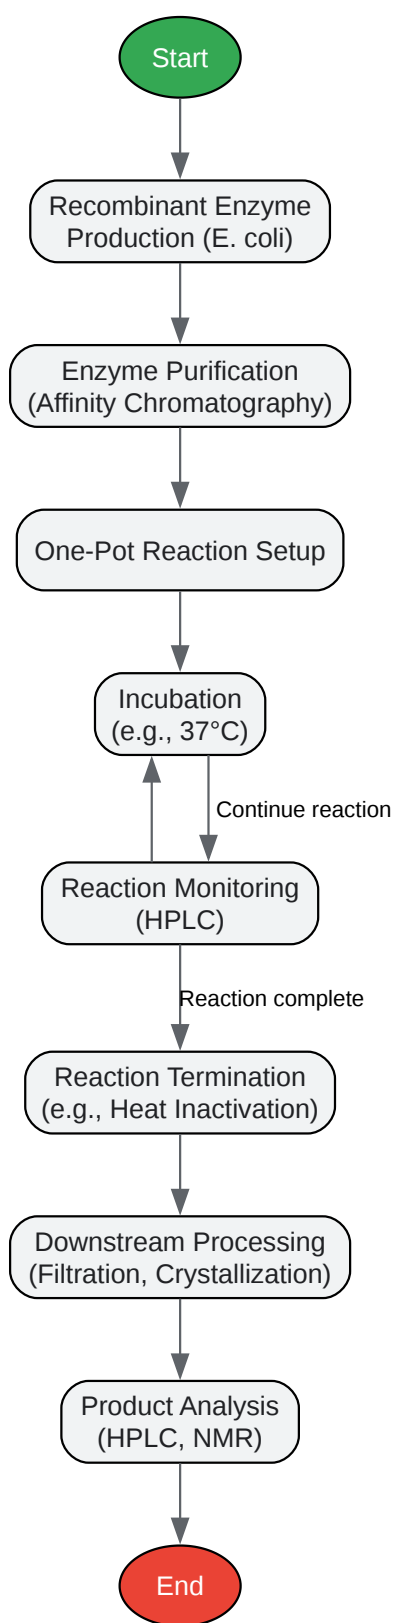 Start
Recombinant Enzyme
Production (E. coli)
Enzyme Purification
(Affinity Chromatography)
One-Pot Reaction Setup
Incubation
(e.g., 37°C)
Continue reaction
Reaction Monitoring
(HPLC)
Reaction complete
Reaction Termination
(e.g., Heat Inactivation)
Downstream Processing
(Filtration, Crystallization)
Product Analysis
(HPLC, NMR)
End